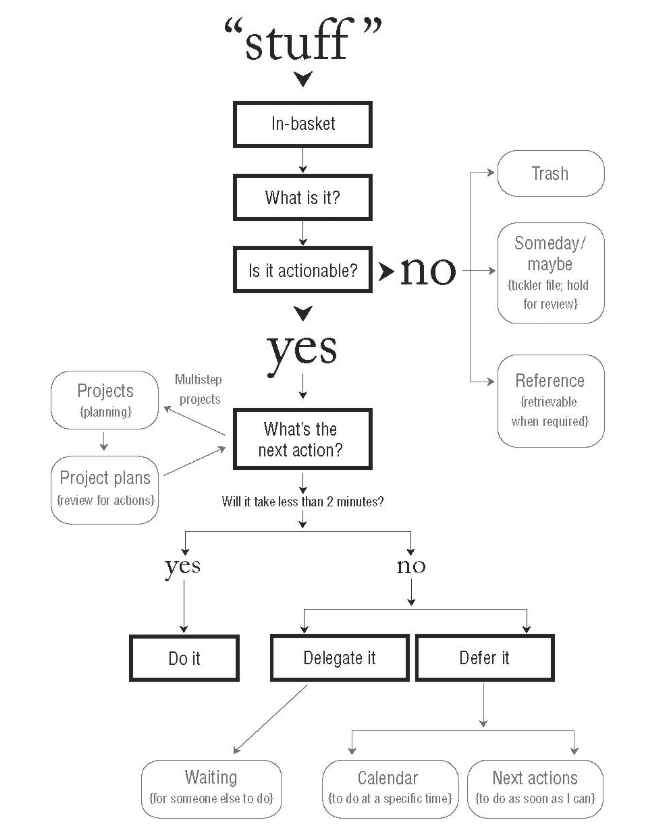 “stuff”
In-basket
What is it?
Trash
Is it actionable?
no
Someday/
maybe
{tickler file; hold
for review}
yes
Reference
{retrievable
when required}
Multistep
projects
Projects
{planning}
What's the
next action?
Project plans
{review for actions}
Will it take less than 2 minutes?
yes
no
Do it
Delegate it
Defer it
Waiting
{for someone else to do}
Calendar
{to do at a specific time}
Next actions
{to do as soon as I can}